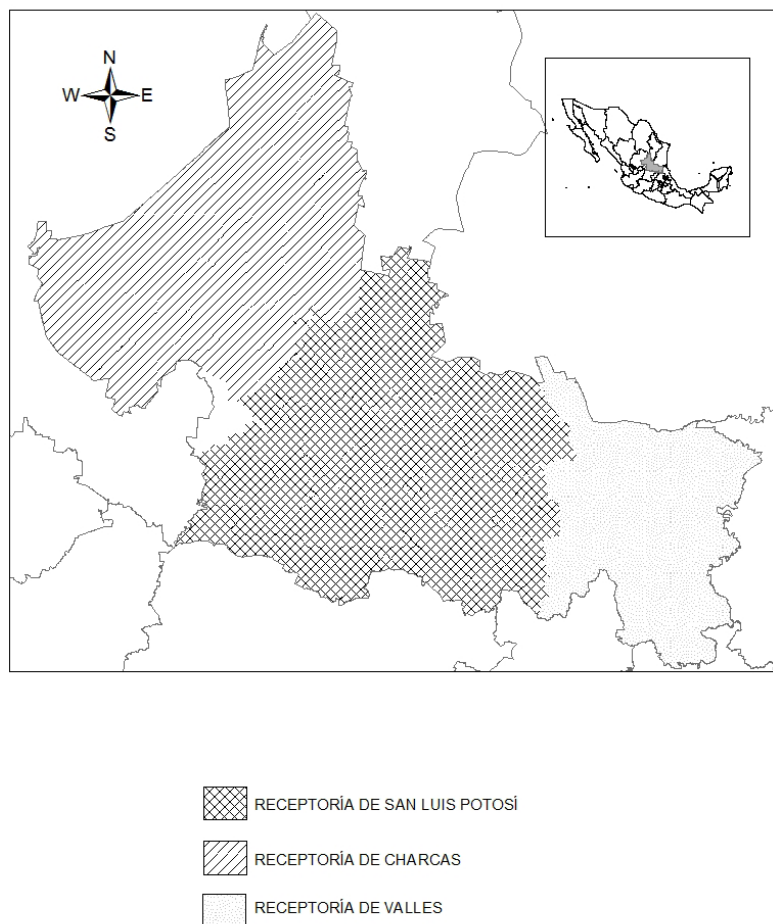 N
W E
S
RECEPTORÍA DE SAN LUIS POTOSÍ
RECEPTORÍA DE CHARCAS
RECEPTORÍA DE VALLES